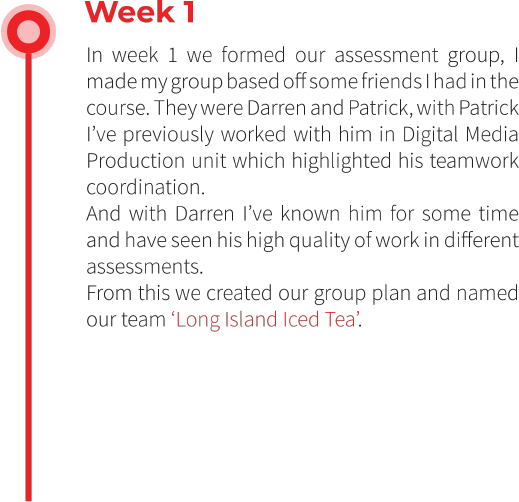 Week 1
In week 1 we formed our assessment group, I
made my group based off some friends I had in the
course. They were Darren and Patrick, with Patrick
I’ve previously worked with him in Digital Media
Production unit which highlighted his teamwork
coordination.
And with Darren I’ve known him for some time
and have seen his high quality of work in different
assessments.
From this we created our group plan and named
our team ‘Long Island Iced Tea’.